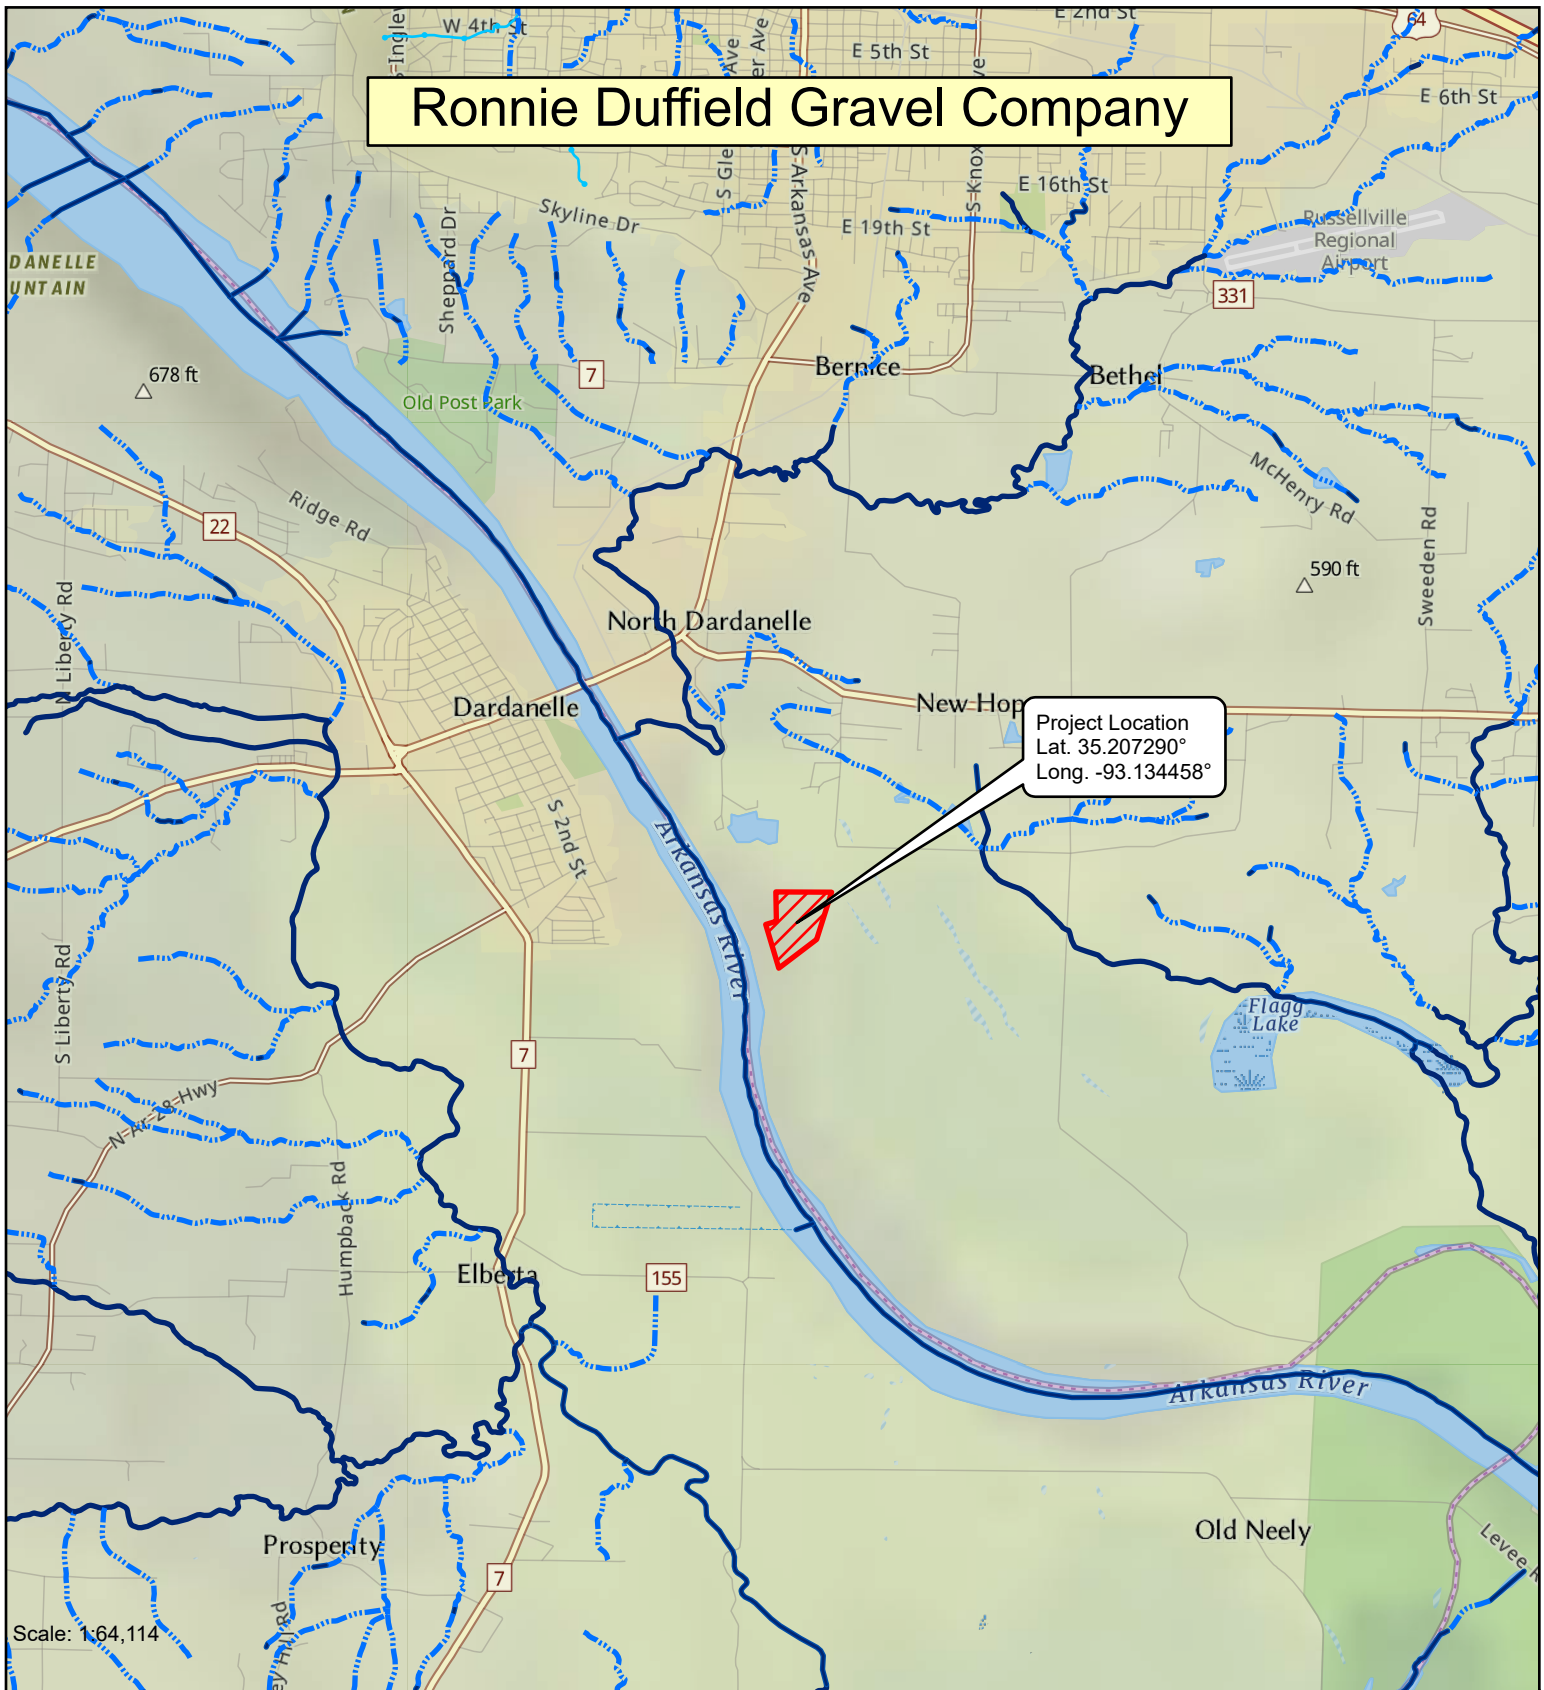 W 4th St
E 2nd St
64
E 5th St
E 6th St
Ronnie Duffield Gravel Company
S Arkansas Ave
E 16th St
Skyline Dr
E 19th St
Russellville
Regional
Airport
DANELLE
UNTAIN
Sheppard Dr
331
678 ft
7
Bernice
Bethel
Old Post Park
McHenry Rd
Ridge Rd
22
Sweeden Rd
590 ft
N Liberty Rd
North Dardanelle
Dardanelle
New Hop
Project Location
Lat. 35.207290°
Long. -93.134458°
S 2nd St
Arkansas River
S Liberty Rd
Flagg
Lake
7
N Ar-28 Hwy
Humpback Rd
Elberta
155
Arkansas River
Old Neely
Prosperity
Levee R
7
Scale: 1:64,114
ey Hill Rd